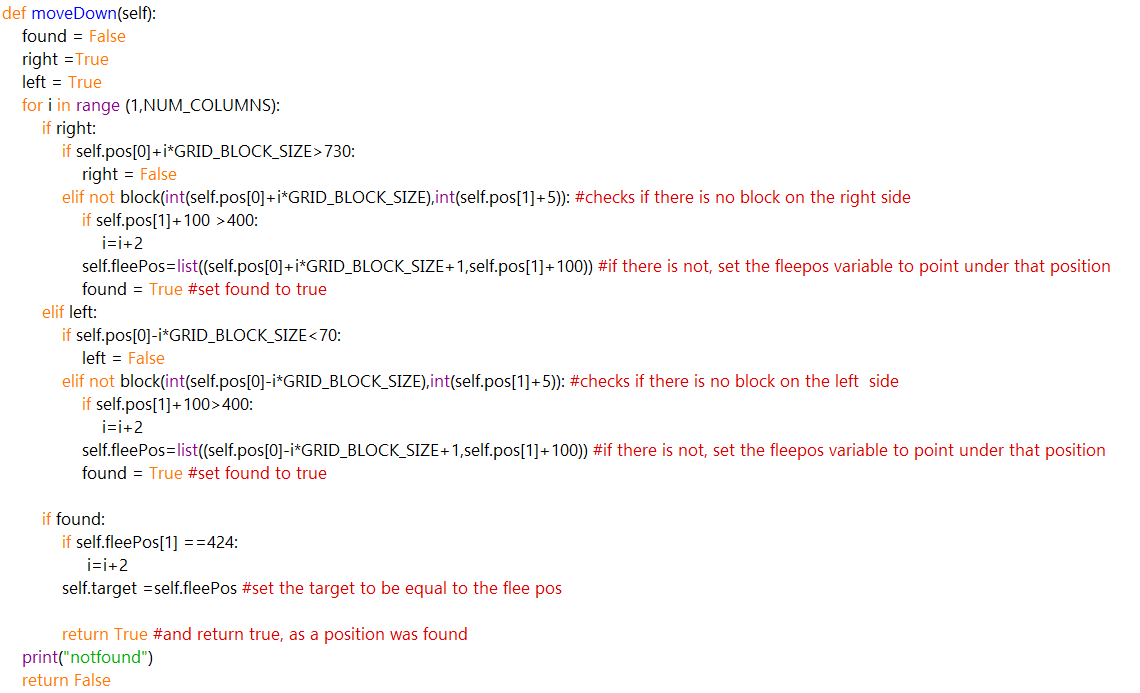 def moveDown(self):
found = False
right =True
left = True
for i in range (1,NUM_COLUMNS):
if right:
if self.pos[0]+i*GRID_BLOCK_SIZE>730:
right = False
elif not block(int(self.pos[0]+i*GRID_BLOCK_SIZE),int(self.pos[1]+5)): #checks if there is no block on the right side
if self.pos[1]+100 >400:
i=i+2
self.fleePos=list((self.pos[0]+i*GRID_BLOCK_SIZE+1,self.pos[1]+100)) #if there is not, set the fleepos variable to point under that position
found = True #set found to true
elif left:
if self.pos[0]-i*GRID_BLOCK_SIZE<70:
left = False
elif not block(int(self.pos[0]-i*GRID_BLOCK_SIZE),int(self.pos[1]+5)): #checks if there is no block on the left  side
if self.pos[1]+100>400:
i=i+2
self.fleePos=list((self.pos[0]-i*GRID_BLOCK_SIZE+1,self.pos[1]+100)) #if there is not, set the fleepos variable to point under that position
found = True #set found to true
if found:
if self.fleePos[1] ==424:
i=i+2
self.target =self.fleePos #set the target to be equal to the flee pos
return True #and return true, as a position was found
print("notfound")
return False